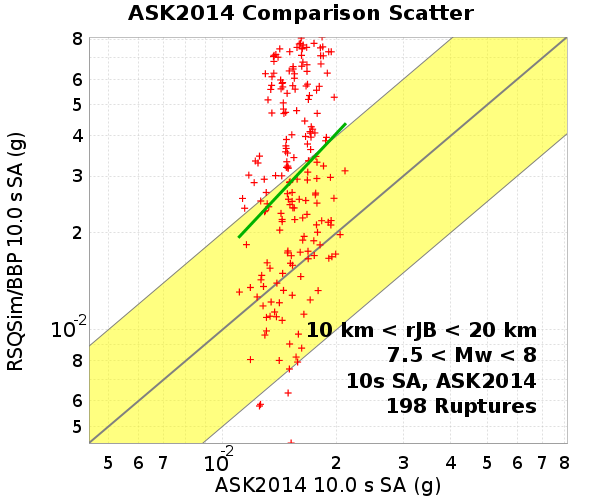 ASK2014 Comparison Scatter
RSQSim/BBP 10.0 s SA (g)
8
6
5
4
3
2
10⁻²
8
6
5
10 km < rJB < 20 km
7.5 < Mw < 8
10s SA, ASK2014
198 Ruptures
5 6 7 10⁻² 2 3 4 5 6 7 8
ASK2014 10.0 s SA (g)